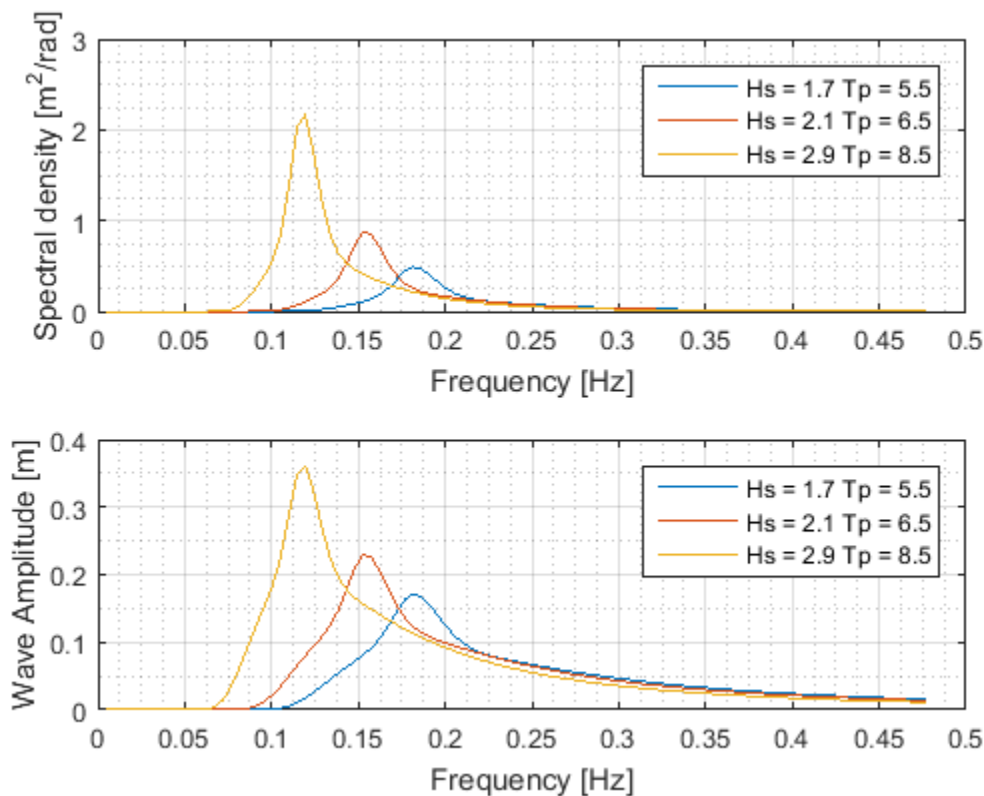 Spectral density [m²/rad]
3
2
1
0
Hs = 1.7 Tp = 5.5
Hs = 2.1 Tp = 6.5
Hs = 2.9 Tp = 8.5
0 0.05 0.1 0.15 0.2 0.25 0.3 0.35 0.4 0.45 0.5
Frequency [Hz]
Wave Amplitude [m]
0.4
0.3
0.2
0.1
0
Hs = 1.7 Tp = 5.5
Hs = 2.1 Tp = 6.5
Hs = 2.9 Tp = 8.5
0 0.05 0.1 0.15 0.2 0.25 0.3 0.35 0.4 0.45 0.5
Frequency [Hz]